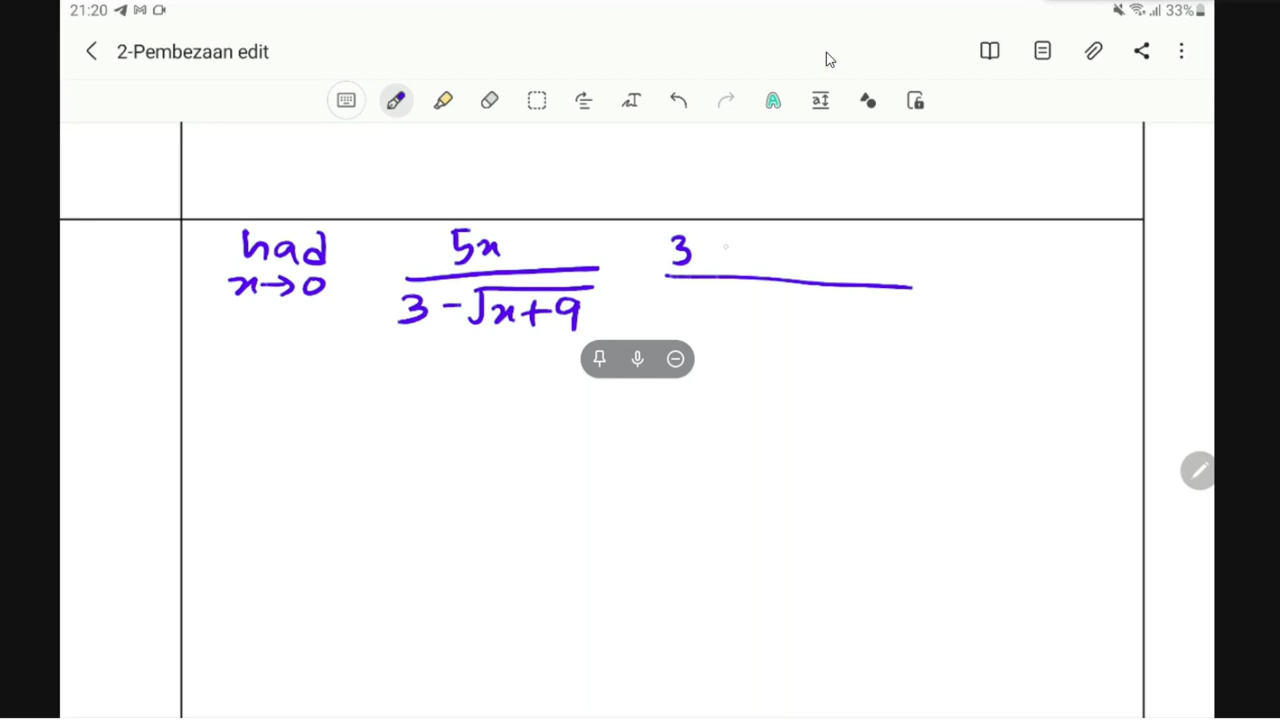 21:20 33%
2-Pembezaan edit
had 5x 3
x→0 3 - √x+9